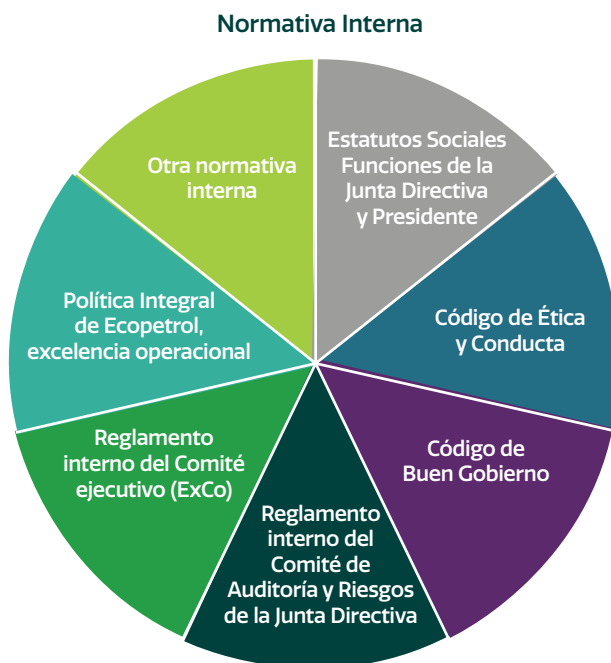 Normativa Interna
Estatutos Sociales
Funciones de la
Junta Directiva
y Presidente
Código de Ética
y Conducta
Código de
Buen Gobierno
Reglamento
interno del
Comité de
Auditoría y Riesgos
de la Junta Directiva
Reglamento
interno del Comité
ejecutivo (ExCo)
Política Integral
de Ecopetrol,
excelencia operacional
Otra normativa
interna